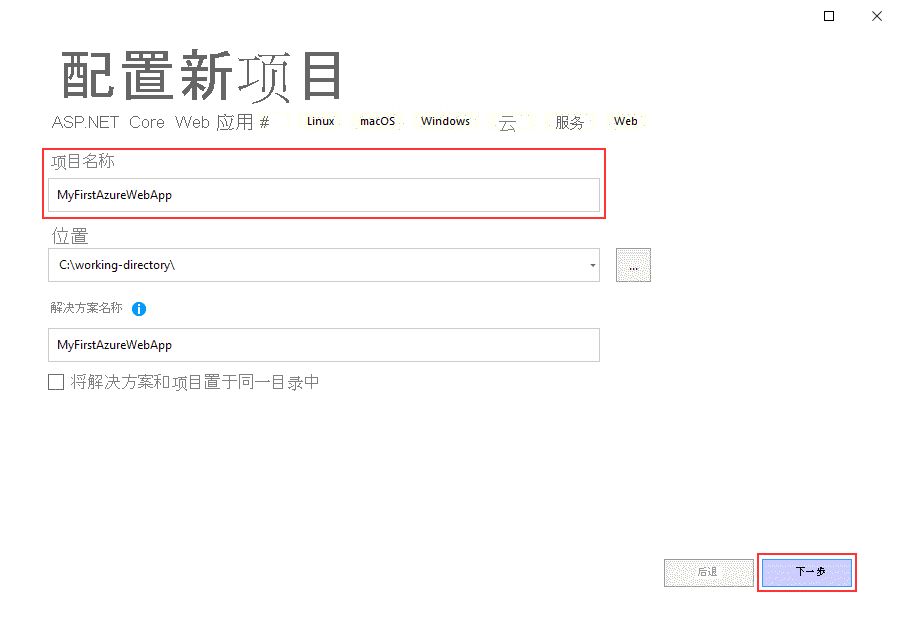 配置新项目
ASP.NET Core Web 应用 # Linux macOS Windows 云 服务 Web
项目名称
MyFirstAzureWebApp
位置
C:\working-directory\
...
解决方案名称
MyFirstAzureWebApp
将解决方案和项目置于同一目录中
后退 下一步